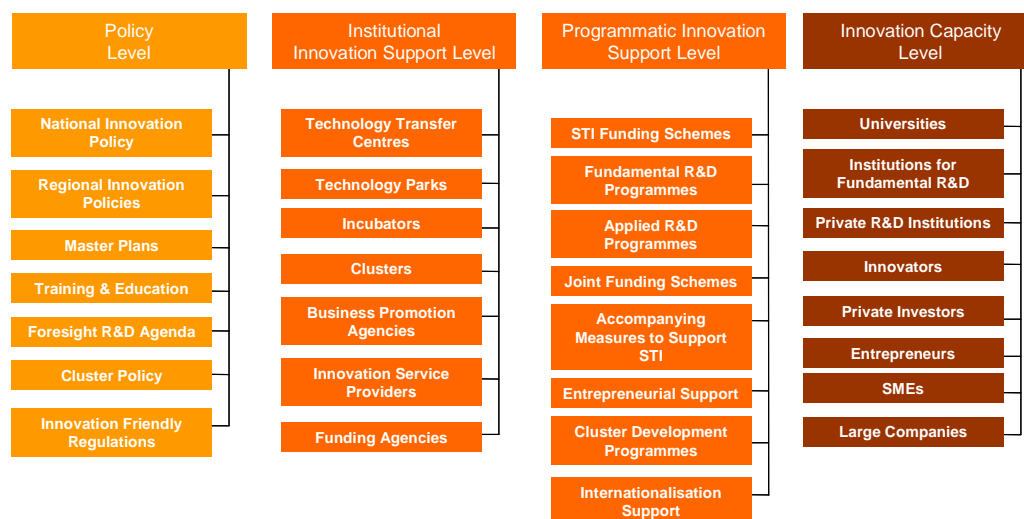 Policy
Level
National Innovation
Policy
Regional Innovation
Policies
Master Plans
Training & Education
Foresight R&D Agenda
Cluster Policy
Innovation Friendly
Regulations
Institutional
Innovation Support Level
Technology Transfer
Centres
Technology Parks
Incubators
Clusters
Business Promotion
Agencies
Innovation Service
Providers
Funding Agencies
Programmatic Innovation
Support Level
STI Funding Schemes
Fundamental R&D
Programmes
Applied R&D
Programmes
Joint Funding Schemes
Accompanying
Measures to Support
STI
Entrepreneurial Support
Cluster Development
Programmes
Internationalisation
Support
Innovation Capacity
Level
Universities
Institutions for
Fundamental R&D
Private R&D Institutions
Innovators
Private Investors
Entrepreneurs
SMEs
Large Companies